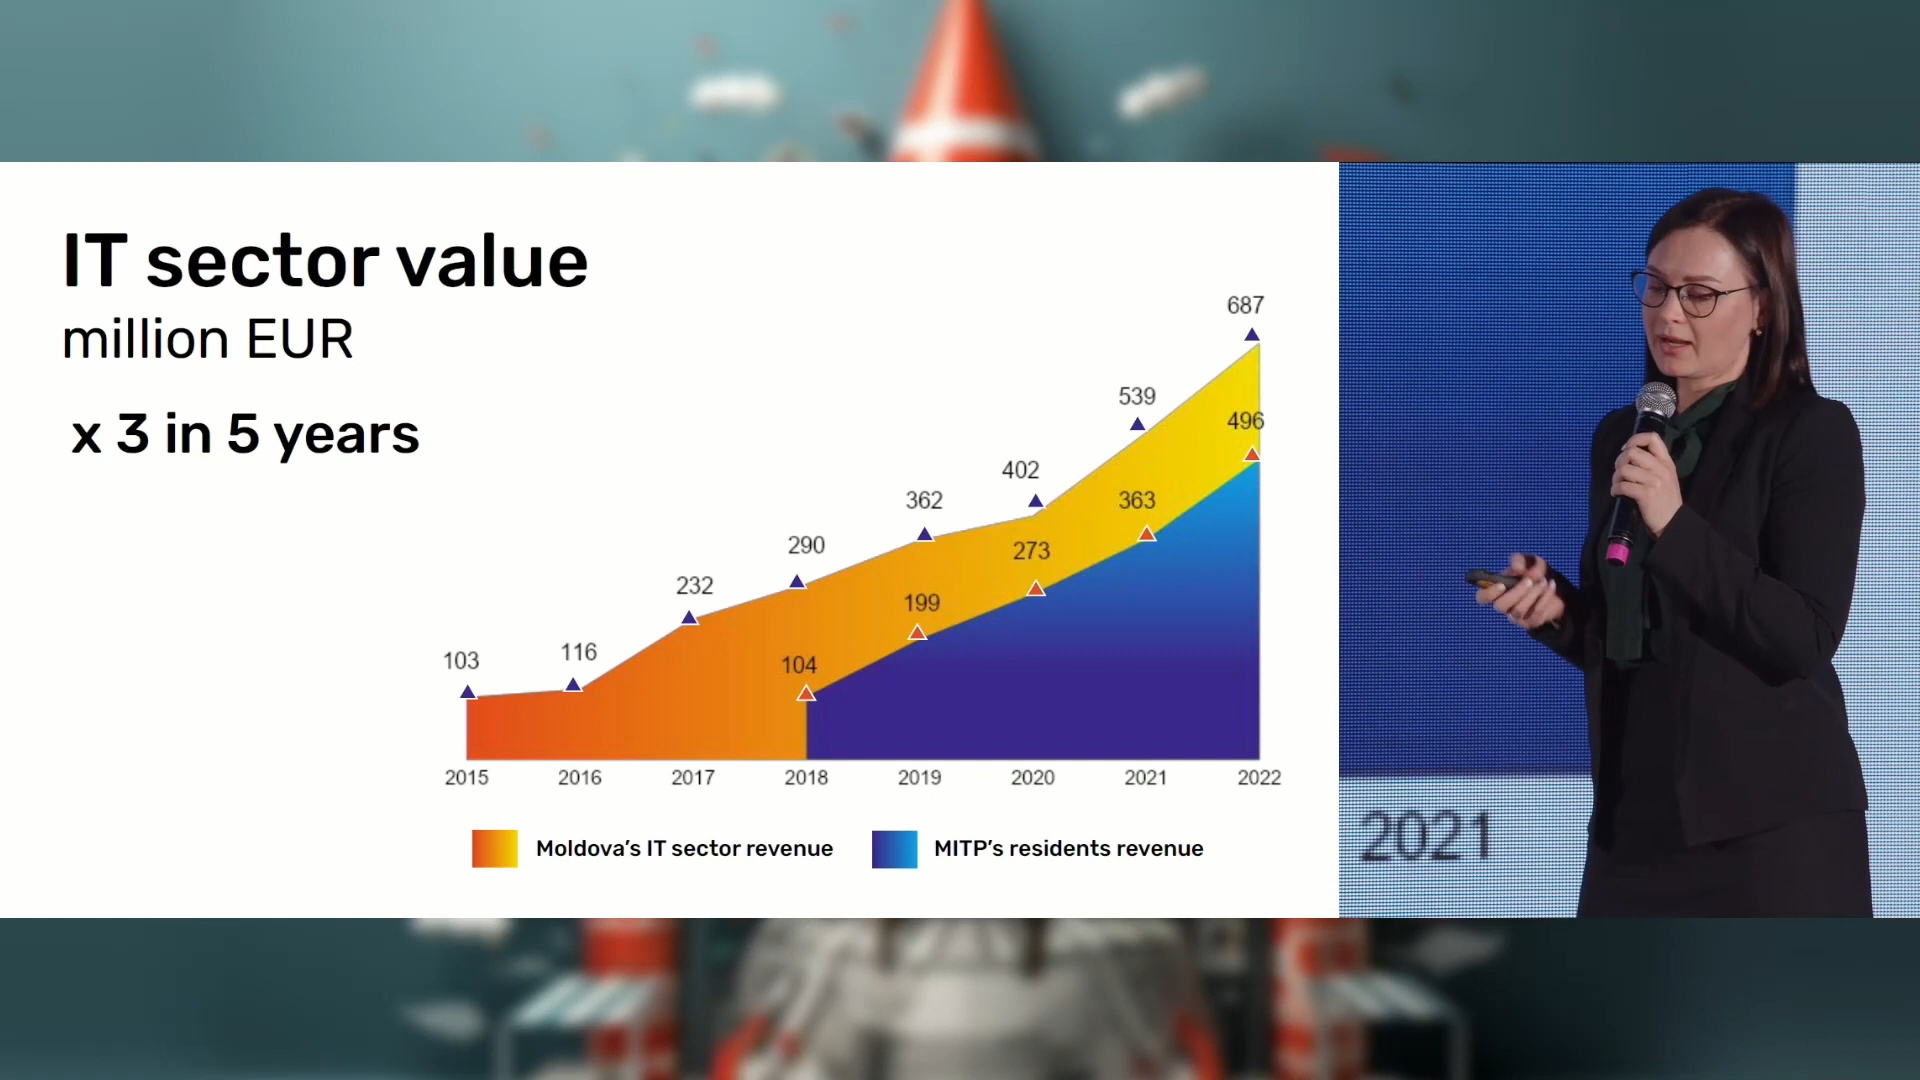 IT sector value
million EUR
x 3 in 5 years
687
539
496
402
363
362
290
273
232
199
104
116
103
2015 2016 2017 2018 2019 2020 2021 2022
Moldova's IT sector revenue MITP's residents revenue
2021